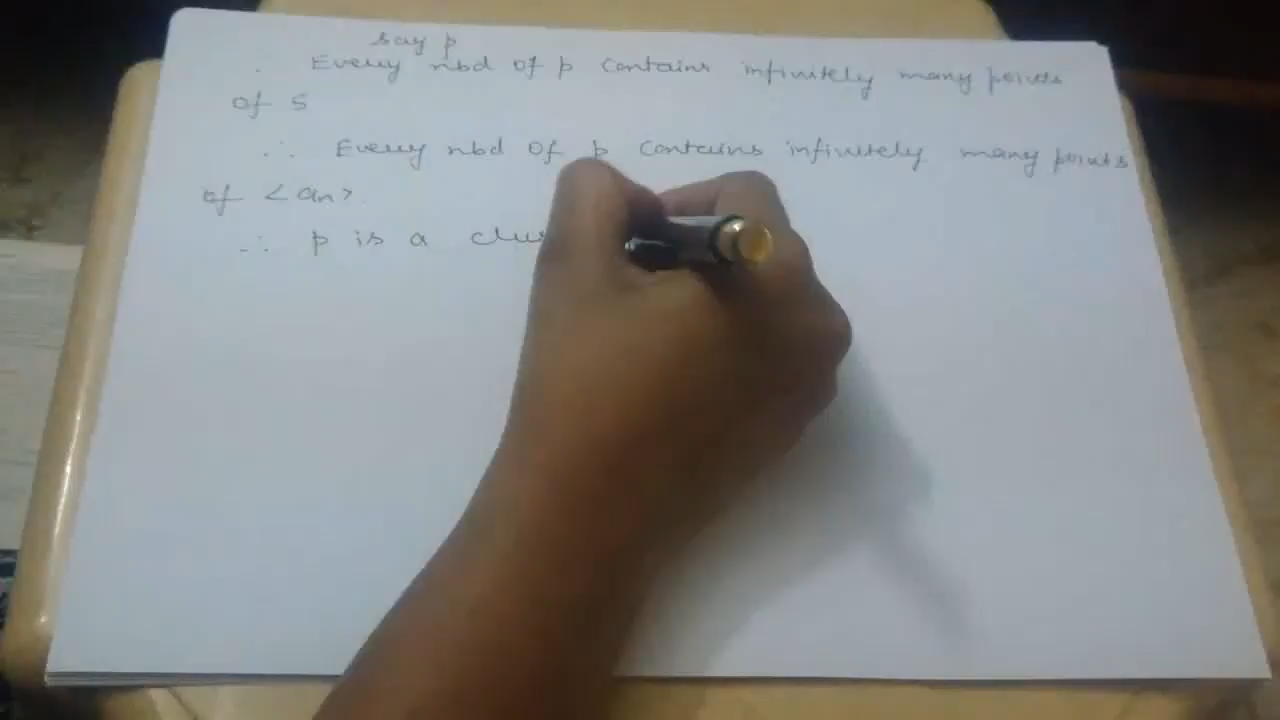 say p
∴ Every nbd of p contains infinitely many points
of S
∴ Every nbd of p contains infinitely many points
of <an>.
∴ p is a clus